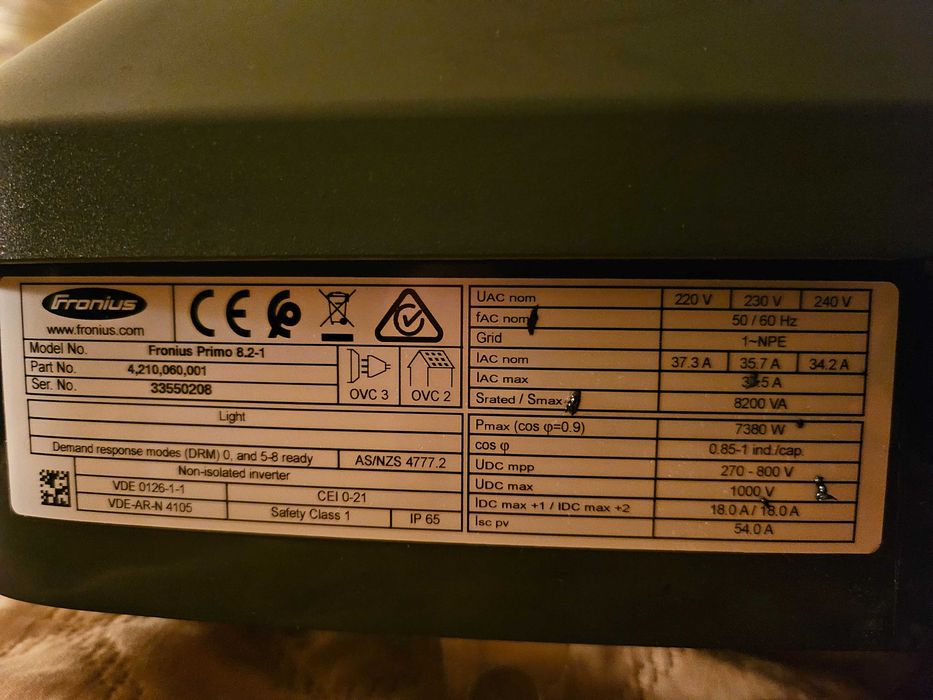 Fronius
www.fronius.com
Model No. Fronius Primo 8.2-1
Part No. 4,210,060,001
Ser. No. 33550208
OVC 3 OVC 2
Light
Demand response modes (DRM) 0, and 5-8 ready AS/NZS 4777.2
Non-isolated inverter
VDE 0126-1-1 CEI 0-21
VDE-AR-N 4105 Safety Class 1 IP 65
UAC nom 220 V 230 V 240 V
fAC nom 50 / 60 Hz
Grid 1~NPE
IAC nom 37.3 A 35.7 A 34.2 A
IAC max
Srated / Smax 8200 VA
Pmax (cos φ=0.9) 7380 W
cos φ 0.85-1 ind./cap.
UDC mpp 270 - 800 V
UDC max 1000 V
IDC max +1 / IDC max +2 18.0 A / 18.0 A
Isc pv 54.0 A